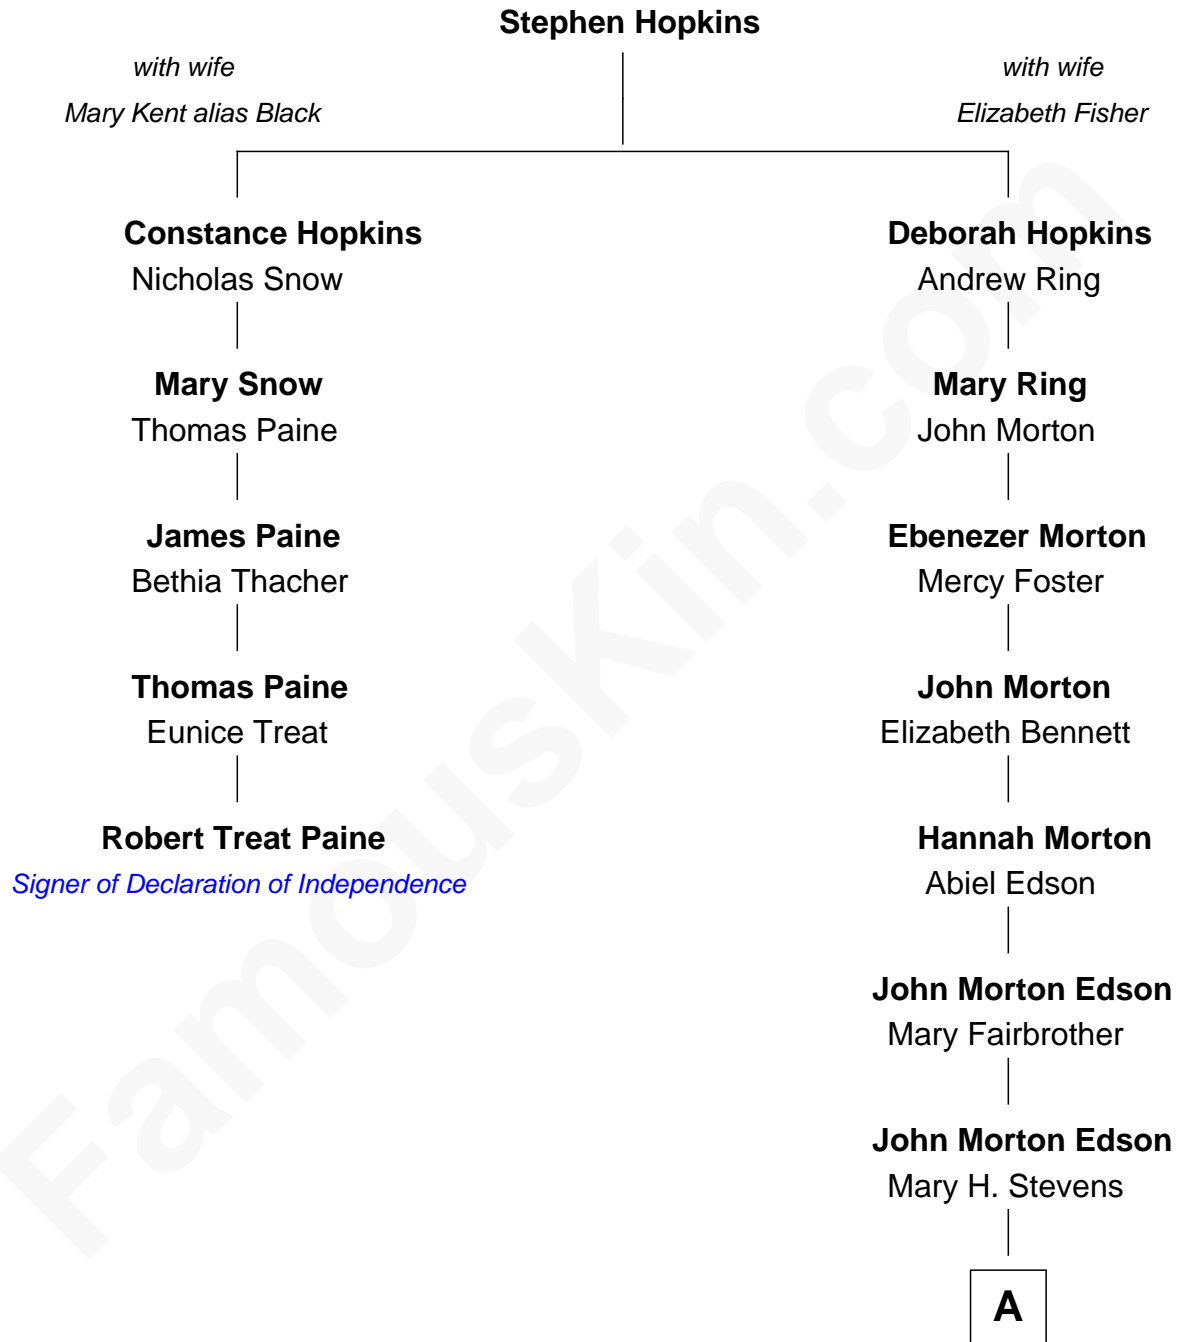 Stephen Hopkins
with wife
Mary Kent alias Black
with wife
Elizabeth Fisher
Constance Hopkins
Nicholas Snow
Mary Snow
Thomas Paine
James Paine
Bethia Thacher
Thomas Paine
Eunice Treat
Robert Treat Paine
Signer of Declaration of Independence
Deborah Hopkins
Andrew Ring
Mary Ring
John Morton
Ebenezer Morton
Mercy Foster
John Morton
Elizabeth Bennett
Hannah Morton
Abiel Edson
John Morton Edson
Mary Fairbrother
John Morton Edson
Mary H. Stevens
A
FamousKin.com